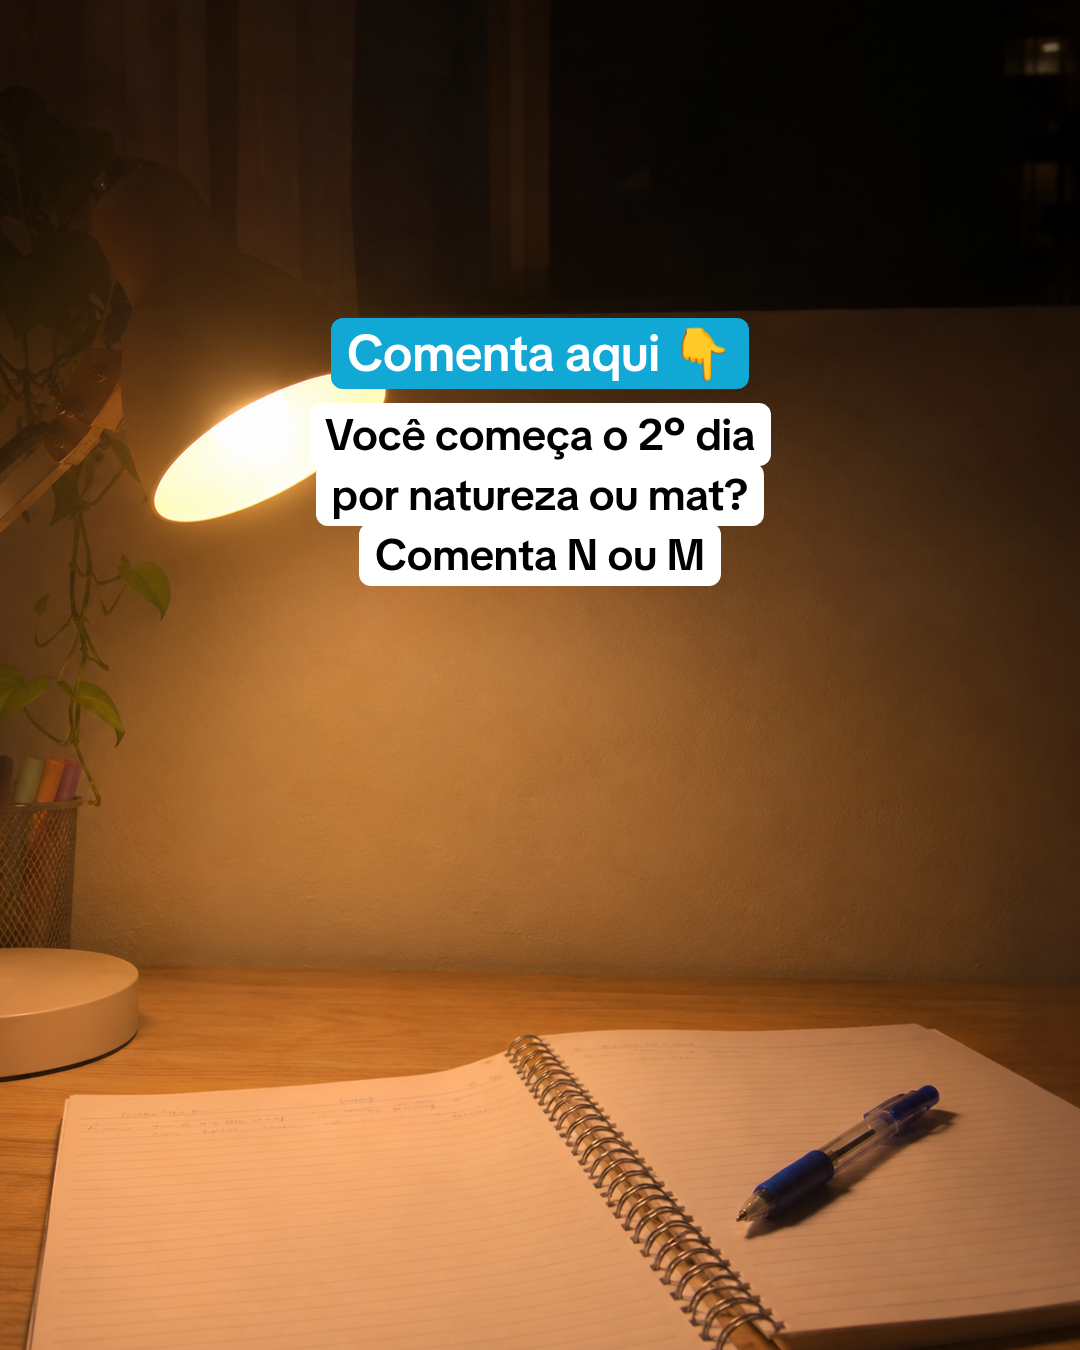 Comenta aqui 👇
Você começa o 2º dia
por natureza ou mat?
Comenta N ou M